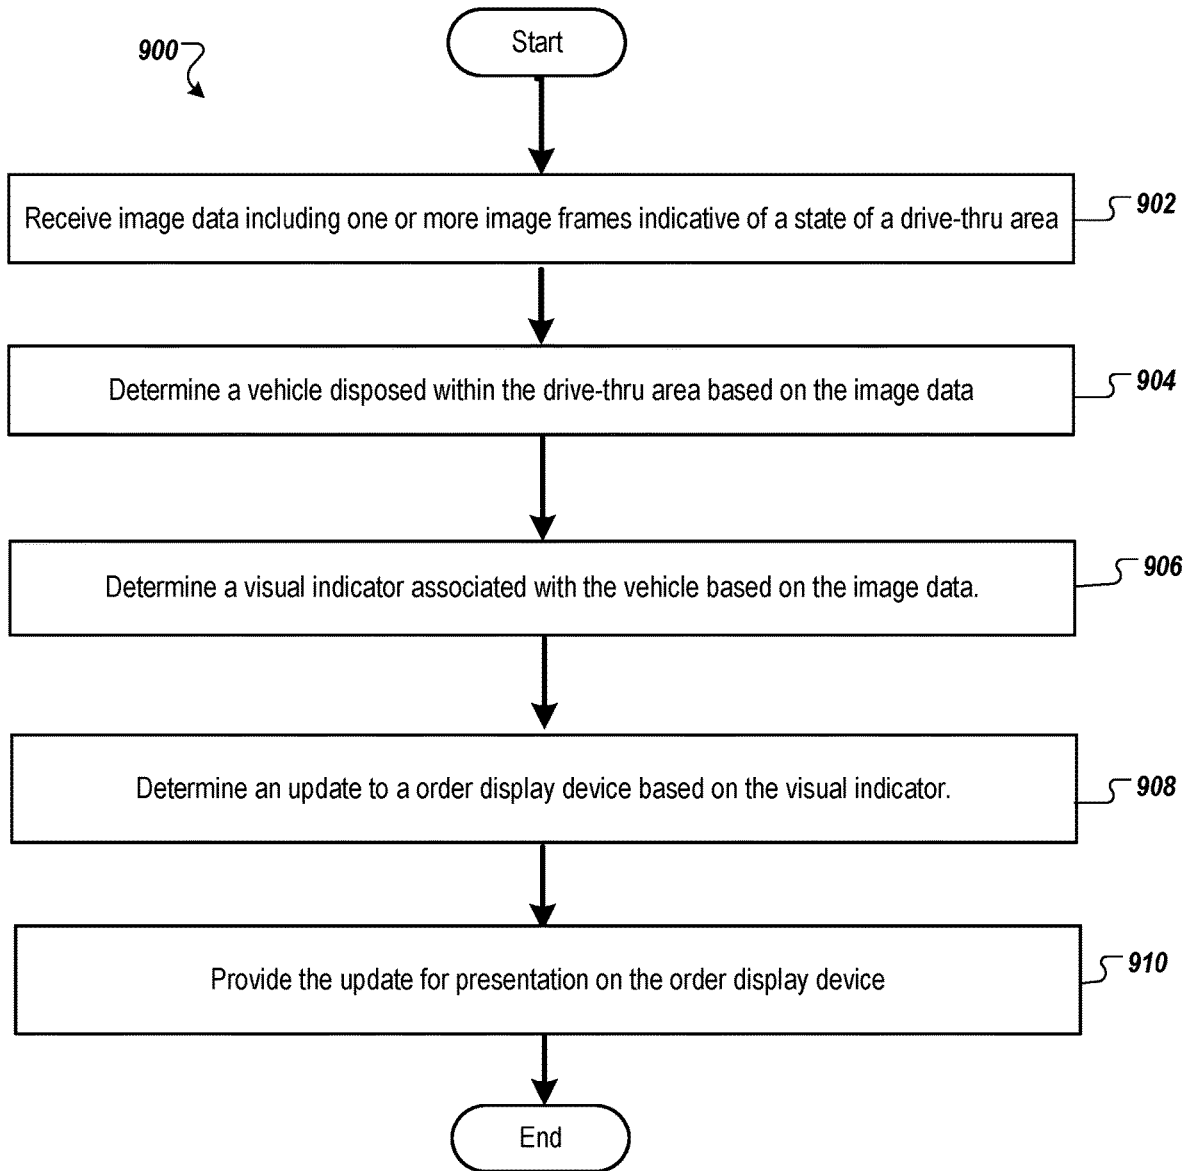 Start
900
Receive image data including one or more image frames indicative of a state of a drive-thru area
902
Determine a vehicle disposed within the drive-thru area based on the image data
904
Determine a visual indicator associated with the vehicle based on the image data.
906
Determine an update to a order display device based on the visual indicator.
908
Provide the update for presentation on the order display device
910
End